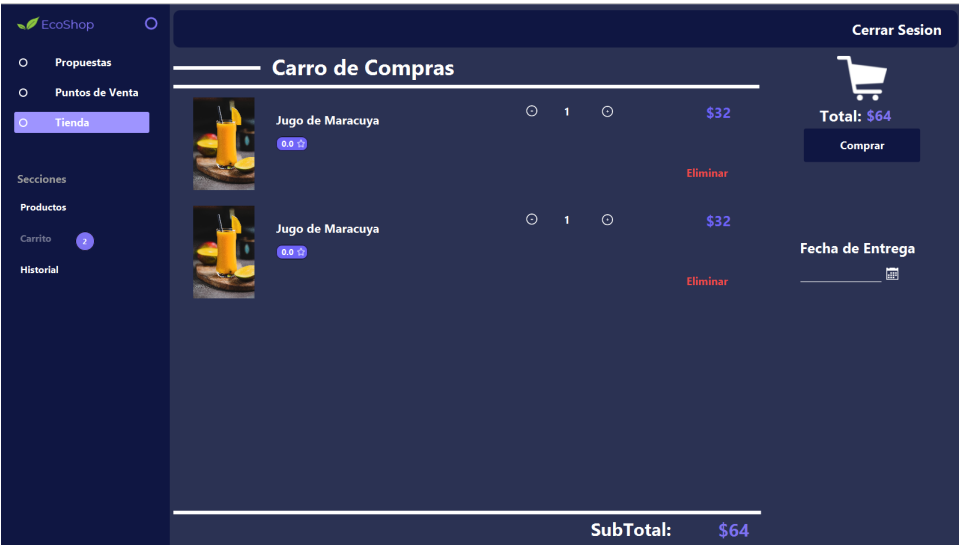 EcoShop
Propuestas
Puntos de Venta
Tienda
Secciones
Productos
Carrito 2
Historial
Cerrar Sesion
Carro de Compras
Jugo de Maracuya 1 $32
0.0
Eliminar
Jugo de Maracuya 1 $32
0.0
Eliminar
SubTotal: $64
Total: $64
Comprar
Fecha de Entrega